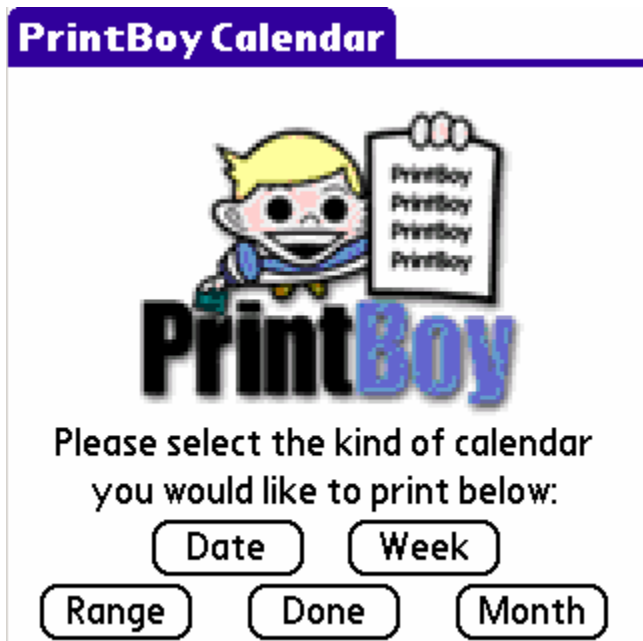 PrintBoy Calendar
PrintBoy
PrintBoy
PrintBoy
PrintBoy
PrintBoy
Please select the kind of calendar
you would like to print below:
Date Week
Range Done Month